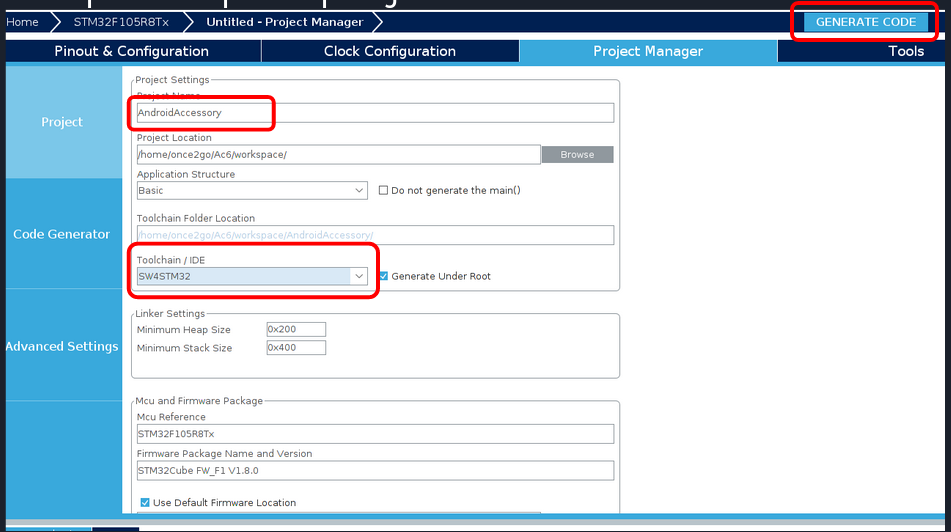 Home
STM32F105R8Tx
Untitled - Project Manager
GENERATE CODE
Pinout & Configuration
Clock Configuration
Project Manager
Tools
Project
Code Generator
Advanced Settings
Project Settings
Project Name
AndroidAccessory
Project Location
/home/once2go/Ac6/workspace/
Browse
Application Structure
Basic
Do not generate the main()
Toolchain Folder Location
/home/once2go/Ac6/workspace/AndroidAccessory/
Toolchain / IDE
SW4STM32
Generate Under Root
Linker Settings
Minimum Heap Size
0x200
Minimum Stack Size
0x400
Mcu and Firmware Package
Mcu Reference
STM32F105R8Tx
Firmware Package Name and Version
STM32Cube FW_F1 V1.8.0
Use Default Firmware Location